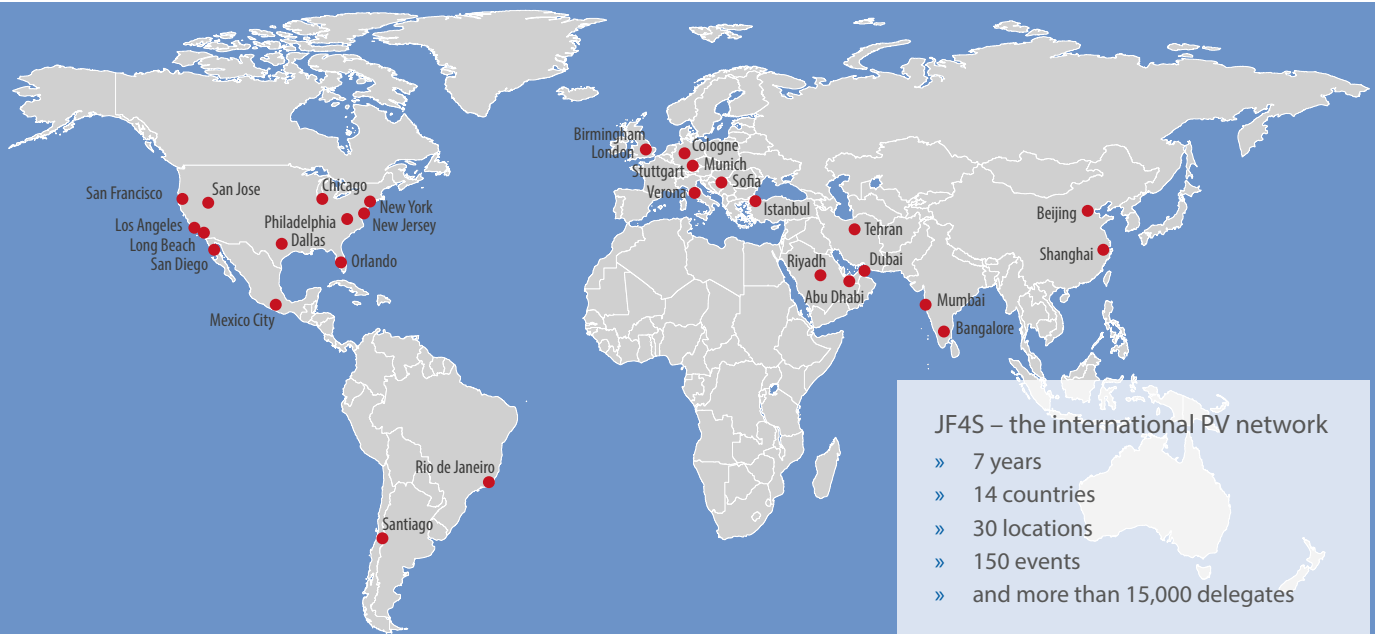 Birmingham
London
Cologne
Stuttgart
Munich
Verona
Sofia
Istanbul
San Francisco
San Jose
Chicago
New York
Los Angeles
Philadelphia
New Jersey
Long Beach
Dallas
San Diego
Orlando
Mexico City
Beijing
Tehran
Shanghai
Riyadh
Dubai
Abu Dhabi
Mumbai
Bangalore
Rio de Janeiro
Santiago
JF4S – the international PV network
» 7 years
» 14 countries
» 30 locations
» 150 events
» and more than 15,000 delegates